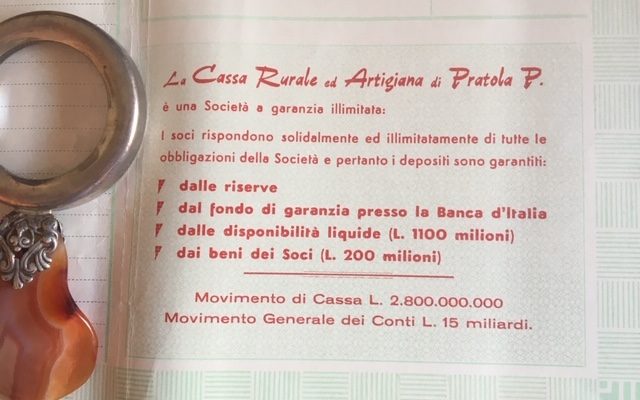 La Cassa Rurale ed Artigiana di Pratola P.
è una Società a garanzia illimitata:
I soci rispondono solidalmente ed illimitatamente di tutte le
obbligazioni della Società e pertanto i depositi sono garantiti:
dalle riserve
dal fondo di garanzia presso la Banca d'Italia
dalle disponibilità liquide (L. 1100 milioni)
dai beni dei Soci (L. 200 milioni)
Movimento di Cassa L. 2.800.000.000
Movimento Generale dei Conti L. 15 miliardi.